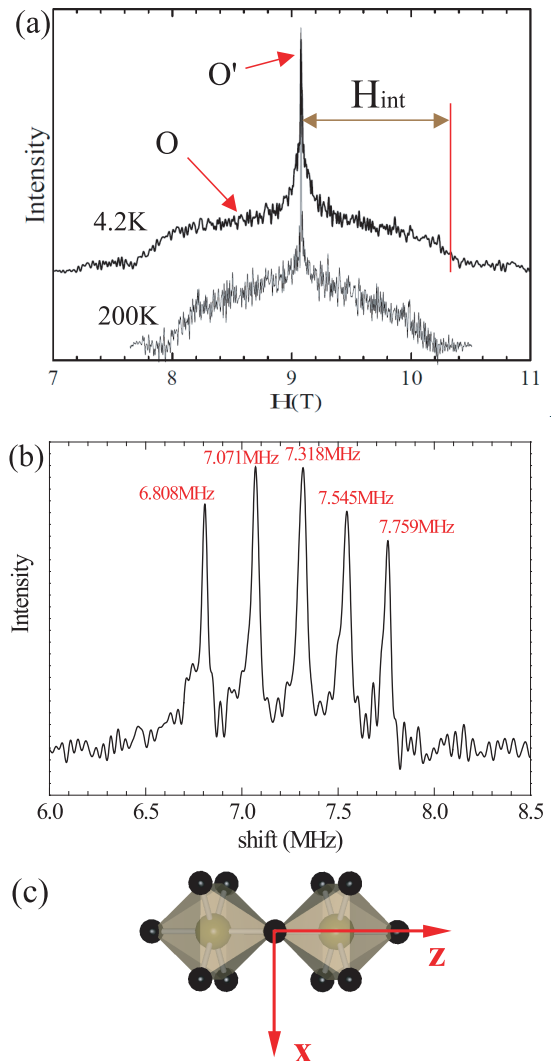 (a)
O'
Hint
O
4.2K
200K
Intensity
7 8 9 10 11
H(T)
(b)
7.071MHz 7.318MHz
6.808MHz
7.545MHz
7.759MHz
Intensity
6.0 6.5 7.0 7.5 8.0 8.5
shift (MHz)
(c)
z
x